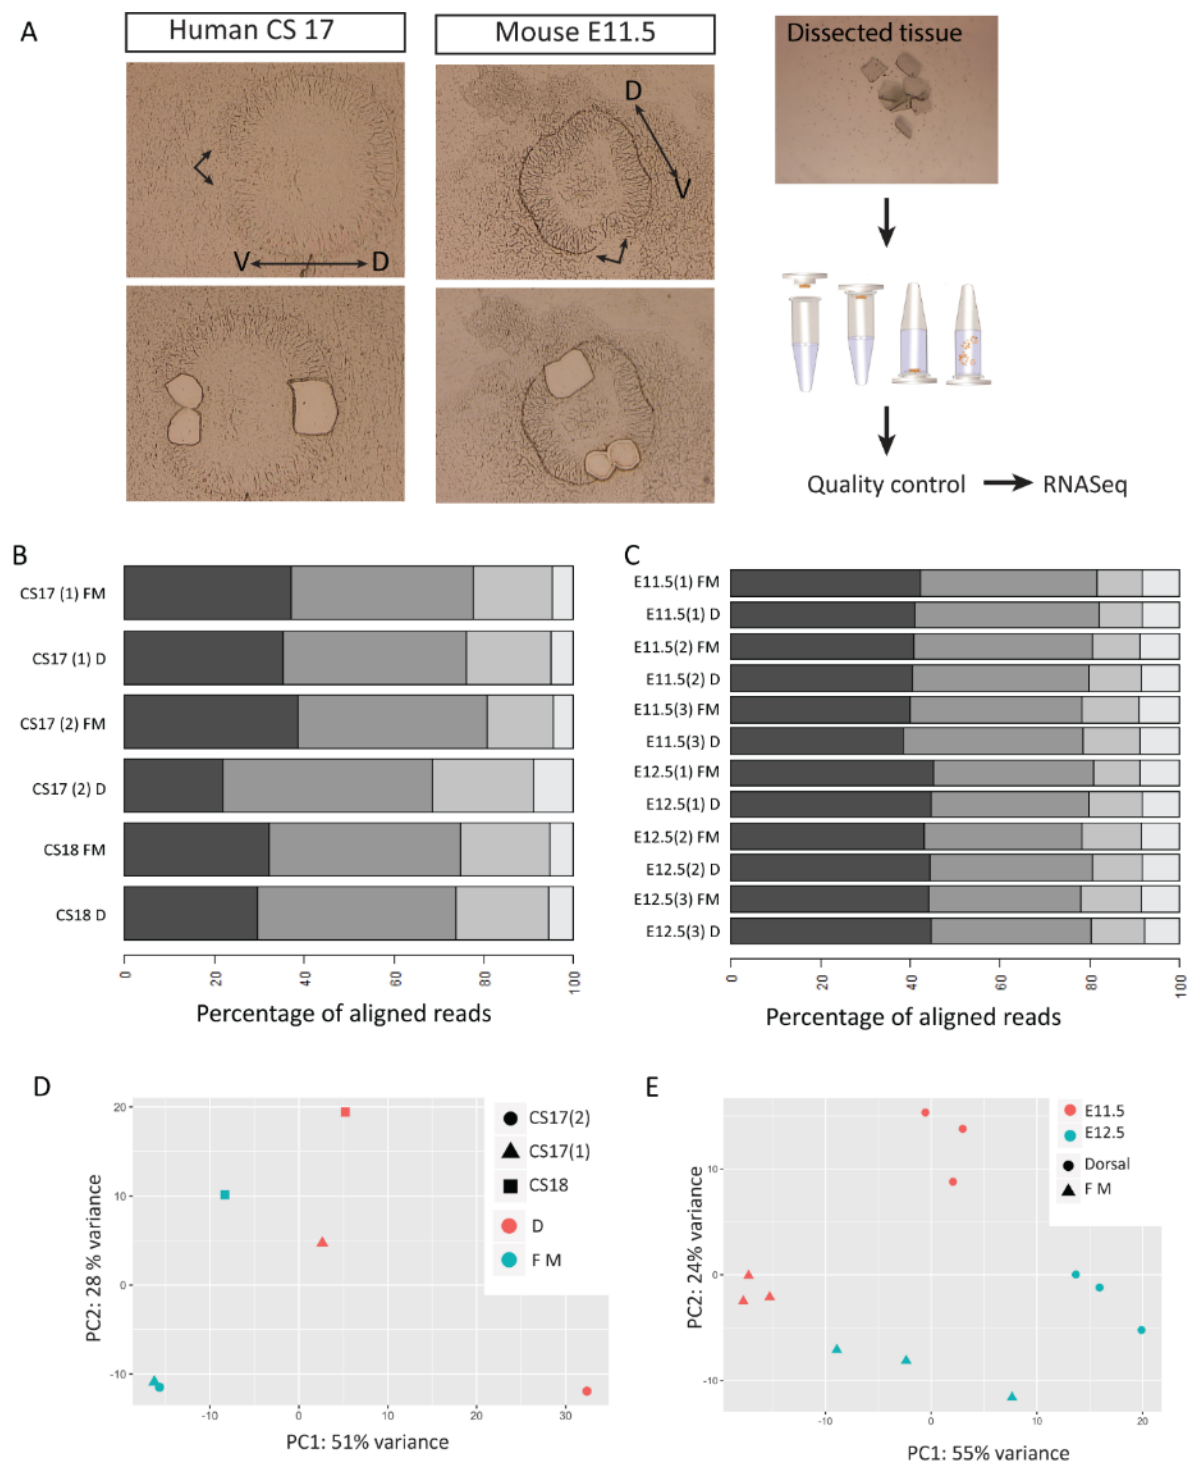 A
Human CS 17
Mouse E11.5
Dissected tissue
D
V
V D
Quality control RNASeq
B
CS17 (1) FM
CS17 (1) D
CS17 (2) FM
CS17 (2) D
CS18 FM
CS18 D
0 20 40 60 80 100
Percentage of aligned reads
C
E11.5(1) FM
E11.5(1) D
E11.5(2) FM
E11.5(2) D
E11.5(3) FM
E11.5(3) D
E12.5(1) FM
E12.5(1) D
E12.5(2) FM
E12.5(2) D
E12.5(3) FM
E12.5(3) D
0 20 40 60 80 100
Percentage of aligned reads
D
PC2: 28 % variance
20
10
0
-10
-10 0 10 20 30
PC1: 51% variance
CS17(2)
CS17(1)
CS18
D
F M
E
PC2: 24% variance
10
0
-10
-10 0 10 20
PC1: 55% variance
E11.5
E12.5
Dorsal
F M